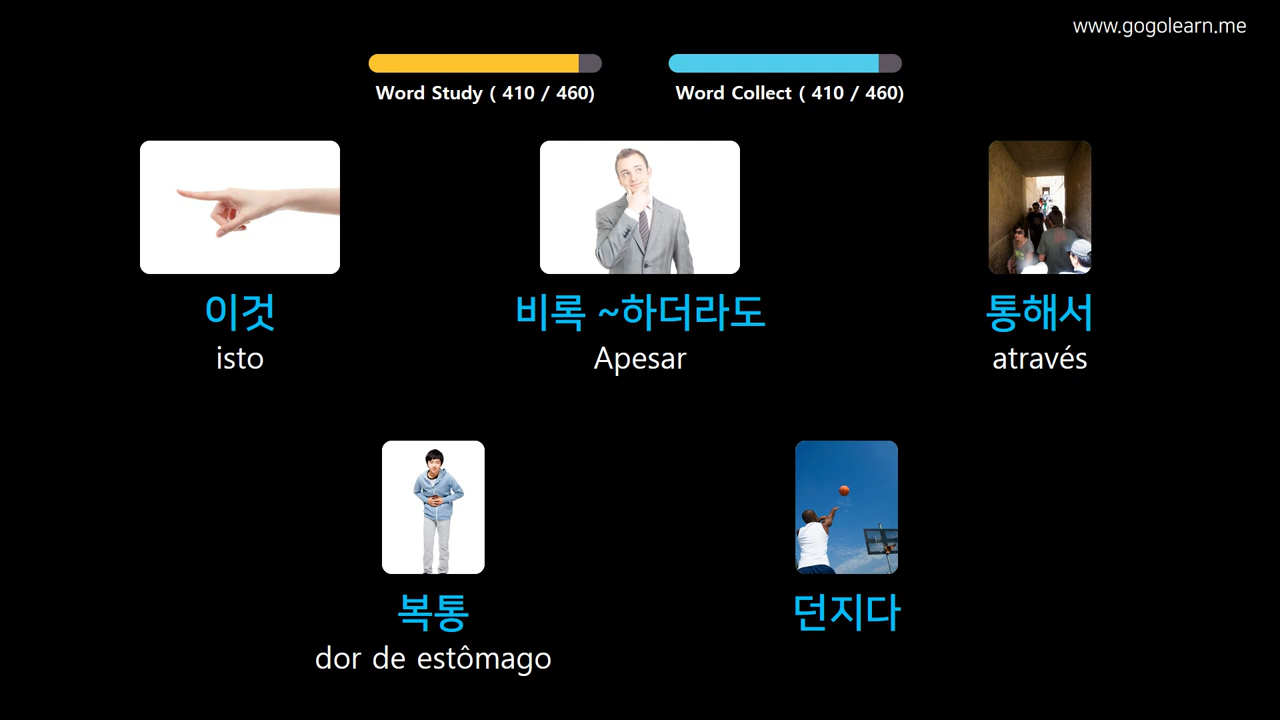 www.gogolearn.me
Word Study ( 410 / 460)
Word Collect ( 410 / 460)
이것
isto
비록 ~하더라도
Apesar
통해서
através
복통
dor de estômago
던지다